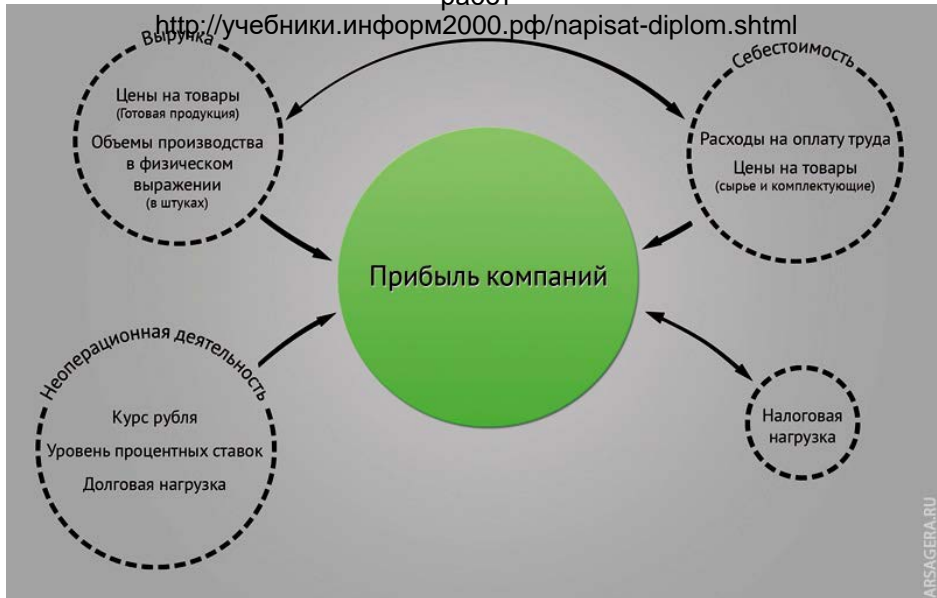 работ
http://учебники.информ2000.рф/napisat-diplom.shtml
Выручка
Цены на товары
(Готовая продукция)
Объемы производства
в физическом
выражении
(в штуках)
Себестоимость
Расходы на оплату труда
Цены на товары
(сырье и комплектующие)
Прибыль компаний
Неоперационная деятельность
Курс рубля
Уровень процентных ставок
Долговая нагрузка
Налоговая
нагрузка
ARSAGERA.RU